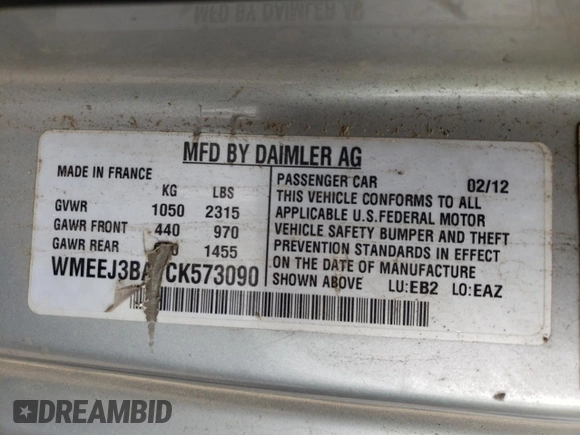 MFD BY DAIMLER AG
MADE IN FRANCE
KG LBS
GVWR 1050 2315
GAWR FRONT 440 970
GAWR REAR 1455
WMEEJ3BA CK573090
PASSENGER CAR 02/12
THIS VEHICLE CONFORMS TO ALL
APPLICABLE U.S.FEDERAL MOTOR
VEHICLE SAFETY BUMPER AND THEFT
PREVENTION STANDARDS IN EFFECT
ON THE DATE OF MANUFACTURE
SHOWN ABOVE LU:EB2 LO:EAZ
DREAMBID